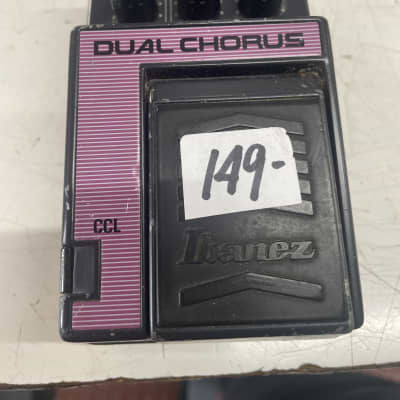 DUAL CHORUS
149-
CCL
Ibanez